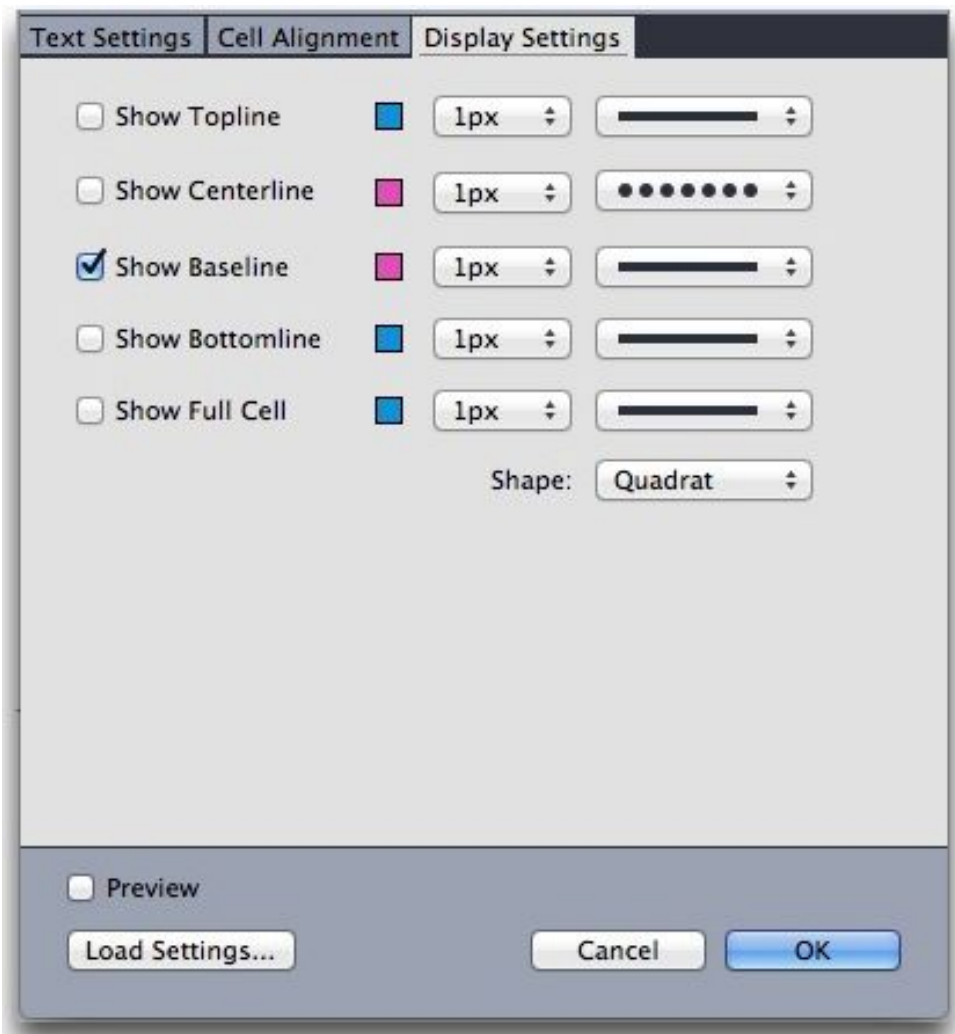 Text Settings Cell Alignment Display Settings
Show Topline 1px
Show Centerline 1px
Show Baseline 1px
Show Bottomline 1px
Show Full Cell 1px
Shape: Quadrat
Preview
Load Settings... Cancel OK